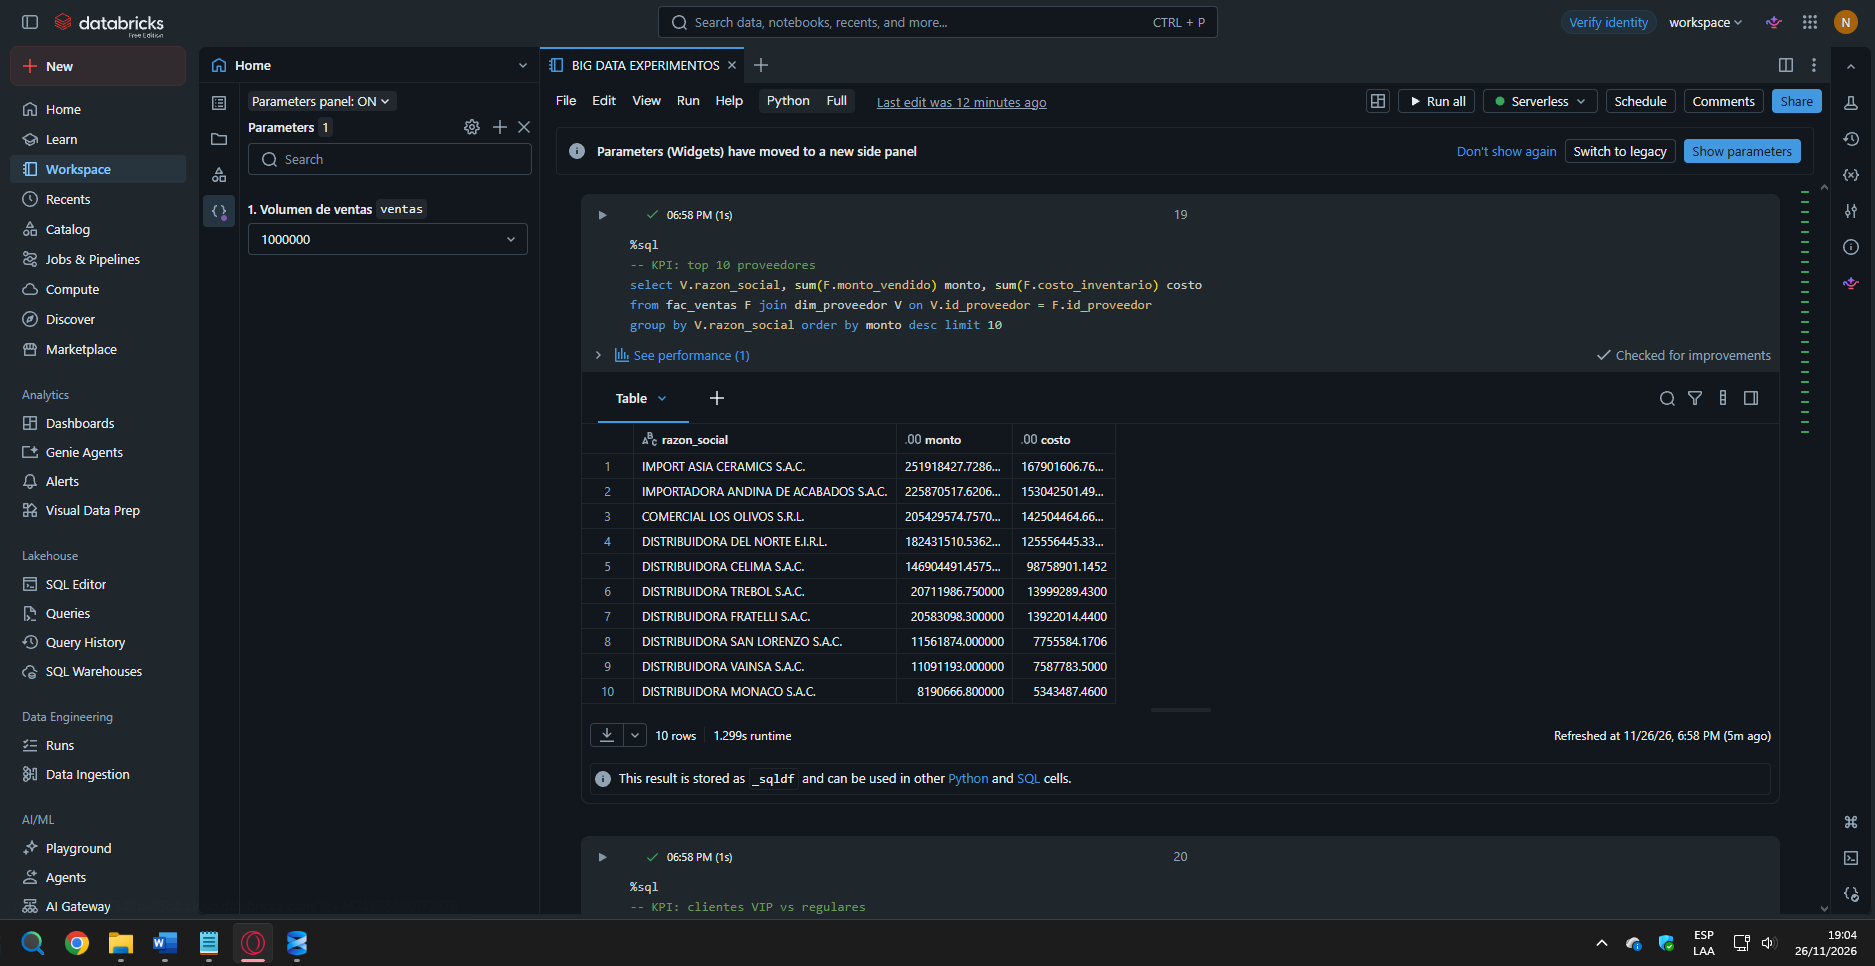 databricks
Free Edition
Search data, notebooks, recents, and more...
CTRL + P
Verify identity
workspace
N
New
Home
Learn
Workspace
Recents
Catalog
Jobs & Pipelines
Compute
Discover
Marketplace
Analytics
Dashboards
Genie Agents
Alerts
Visual Data Prep
Lakehouse
SQL Editor
Queries
Query History
SQL Warehouses
Data Engineering
Runs
Data Ingestion
AI/ML
Playground
Agents
AI Gateway
Home
Parameters panel: ON
Parameters 1
Search
1. Volumen de ventas ventas
1000000
BIG DATA EXPERIMENTOS
File Edit View Run Help Python Full Last edit was 12 minutes ago
Run all Serverless Schedule Comments Share
Parameters (Widgets) have moved to a new side panel
Don't show again Switch to legacy Show parameters
06:58 PM (1s) 19
%sql
-- KPI: top 10 proveedores
select V.razon_social, sum(F.monto_vendido) monto, sum(F.costo_inventario) costo
from fac_ventas F join dim_proveedor V on V.id_proveedor = F.id_proveedor
group by V.razon_social order by monto desc limit 10
See performance (1) Checked for improvements
Table
ABC razon_social .00 monto .00 costo
1 IMPORT ASIA CERAMICS S.A.C. 251918427.7286... 167901606.76...
2 IMPORTADORA ANDINA DE ACABADOS S.A.C. 225870517.6206... 153042501.49...
3 COMERCIAL LOS OLIVOS S.R.L. 205429574.7570... 142504464.66...
4 DISTRIBUIDORA DEL NORTE E.I.R.L. 182431510.5362... 125556445.33...
5 DISTRIBUIDORA CELIMA S.A.C. 146904491.4575... 98758901.1452
6 DISTRIBUIDORA TREBOL S.A.C. 20711986.750000 13999289.4300
7 DISTRIBUIDORA FRATELLI S.A.C. 20583098.300000 13922014.4400
8 DISTRIBUIDORA SAN LORENZO S.A.C. 11561874.000000 7755584.1706
9 DISTRIBUIDORA VAINSA S.A.C. 11091193.000000 7587783.5000
10 DISTRIBUIDORA MONACO S.A.C. 8190666.800000 5343487.4600
10 rows 1.299s runtime
Refreshed at 11/26/26, 6:58 PM (5m ago)
This result is stored as _sqldf and can be used in other Python and SQL cells.
06:58 PM (1s) 20
%sql
-- KPI: clientes VIP vs regulares
ESP
LAA
19:04
26/11/2026